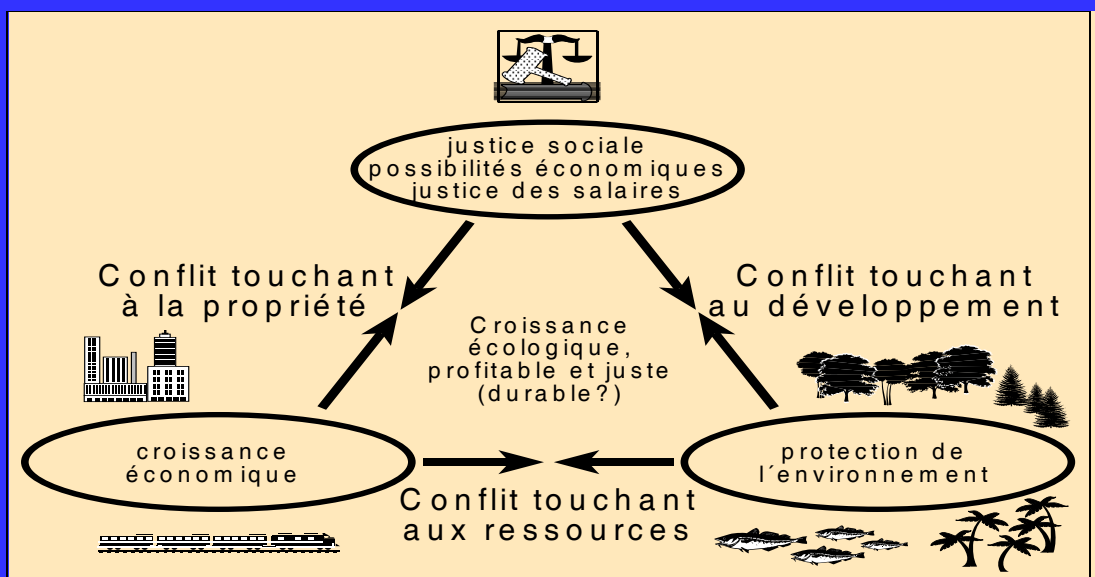 justice sociale
possibilités économiques
justice des salaires
Conflit touchant
à la propriété
Conflit touchant
au développement
Croissance
écologique,
profitable et juste
(durable?)
croissance
économique
protection de
l´environnement
Conflit touchant
aux ressources